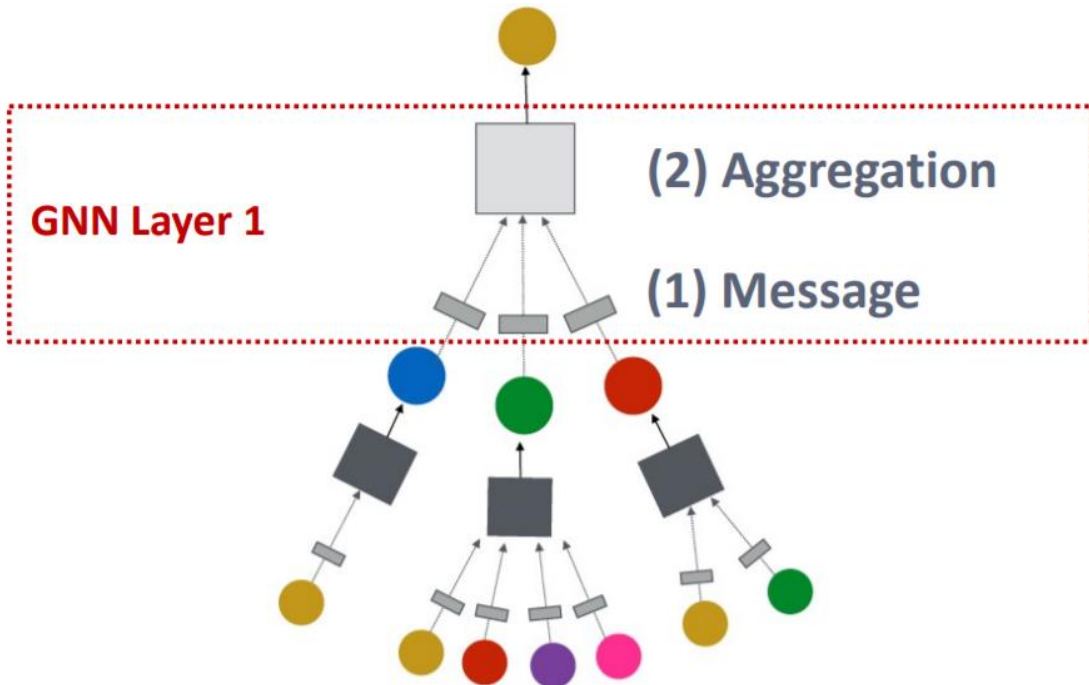 (2) Aggregation
GNN Layer 1
(1) Message